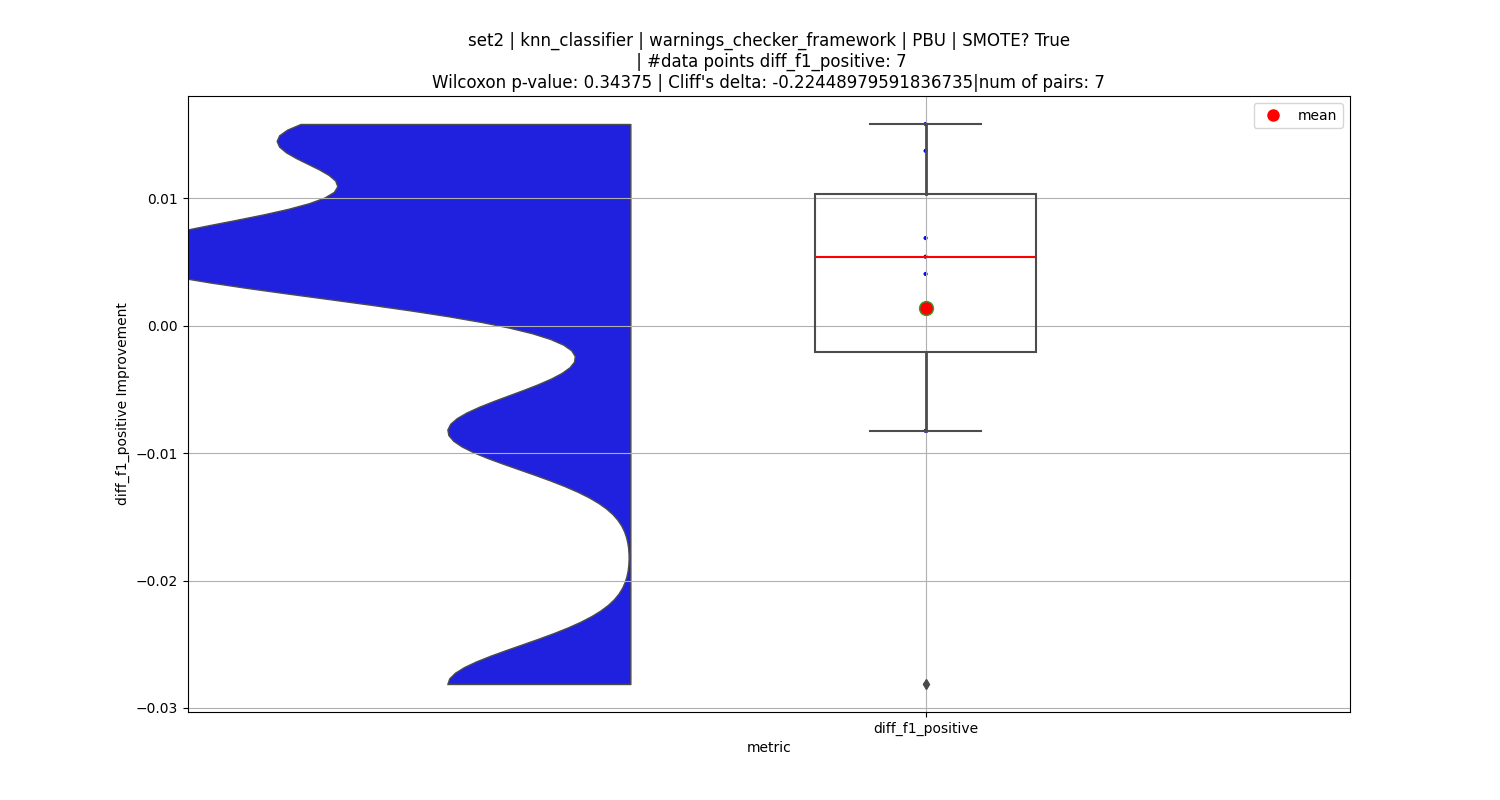 set2 | knn_classifier | warnings_checker_framework | PBU | SMOTE? True
| #data points diff_f1_positive: 7
Wilcoxon p-value: 0.34375 | Cliff's delta: -0.22448979591836735|num of pairs: 7
mean
0.01
0.00
−0.01
−0.02
−0.03
diff_f1_positive Improvement
diff_f1_positive
metric